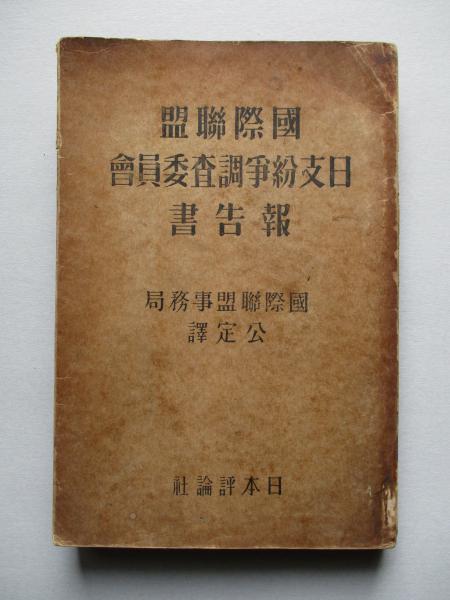 國際聯盟
日支紛爭調査委員會
報告書
國際聯盟事務局
公定譯
日本評論社